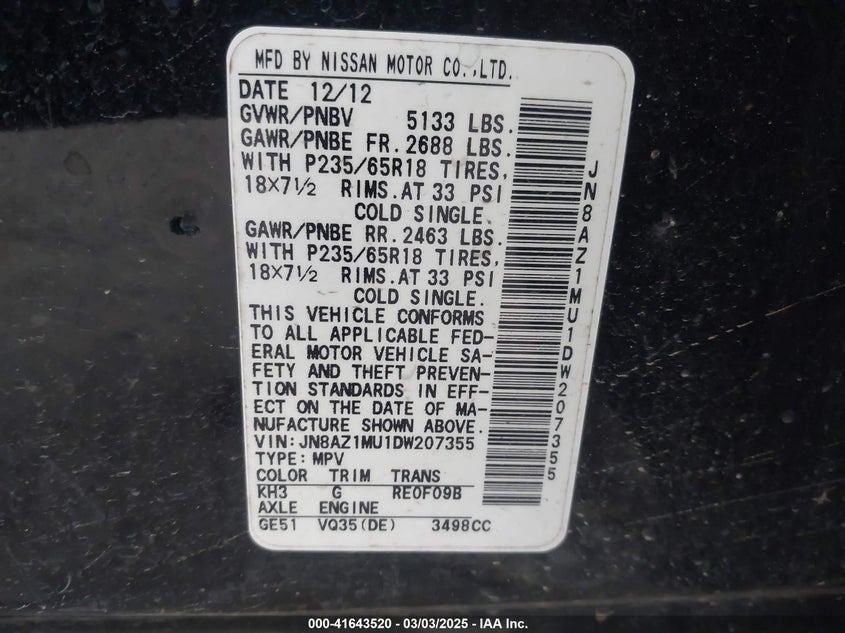 MFD BY NISSAN MOTOR CO.,LTD.
DATE 12/12
GVWR/PNBV 5133 LBS.
GAWR/PNBE FR.2688 LBS.
WITH P235/65R18 TIRES,
18×7½ RIMS.AT 33 PSI
COLD SINGLE.
GAWR/PNBE RR.2463 LBS.
WITH P235/65R18 TIRES,
18×7½ RIMS.AT 33 PSI
COLD SINGLE.
THIS VEHICLE CONFORMS
TO ALL APPLICABLE FED-
ERAL MOTOR VEHICLE SA-
FETY AND THEFT PREVEN-
TION STANDARDS IN EFF-
ECT ON THE DATE OF MA-
NUFACTURE SHOWN ABOVE.
VIN:JN8AZ1MU1DW207355
TYPE:MPV
COLOR TRIM TRANS
KH3 G RE0F09B
AXLE ENGINE
GE51 VQ35(DE) 3498CC
JN8AZ1MU1DW207355
000-41643520 - 03/03/2025 - IAA Inc.